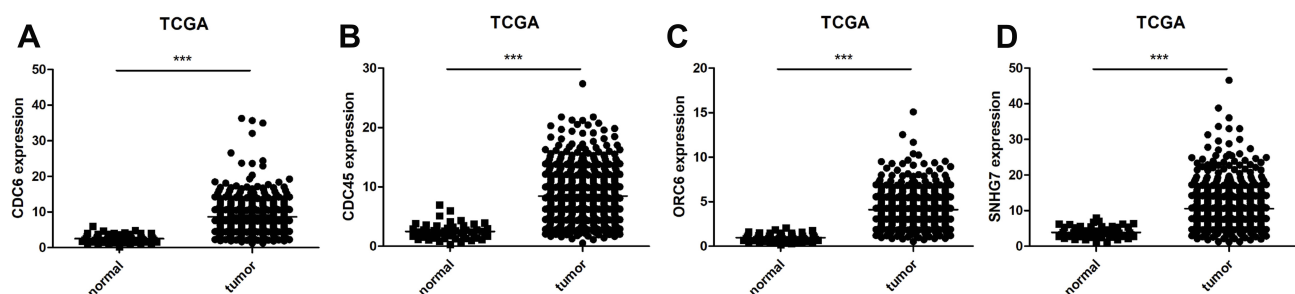 A
TCGA
***
CDC6 expression
50
40
30
20
10
0
normal
tumor
B
TCGA
***
CDC45 expression
30
20
10
0
normal
tumor
C
TCGA
***
ORC6 expression
20
15
10
5
0
normal
tumor
D
TCGA
***
SNHG7 expression
50
40
30
20
10
0
normal
tumor